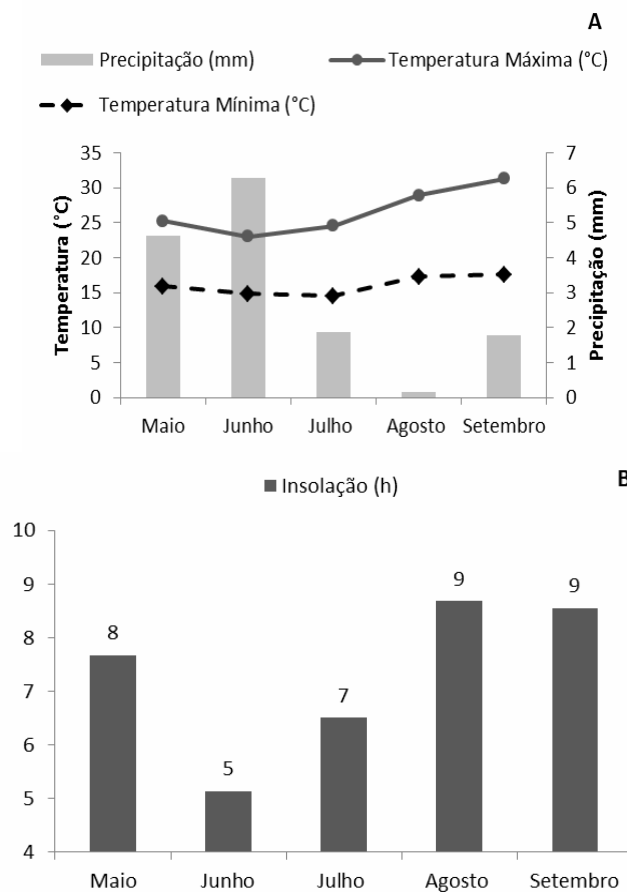 A
Precipitação (mm) Temperatura Máxima (°C)
Temperatura Mínima (°C)
Temperatura (°C)
Precipitação (mm)
35 7
30 6
25 5
20 4
15 3
10 2
5 1
0 0
Maio Junho Julho Agosto Setembro
B
Insolação (h)
10
9
8
7
6
5
4
8 5 7 9 9
Maio Junho Julho Agosto Setembro